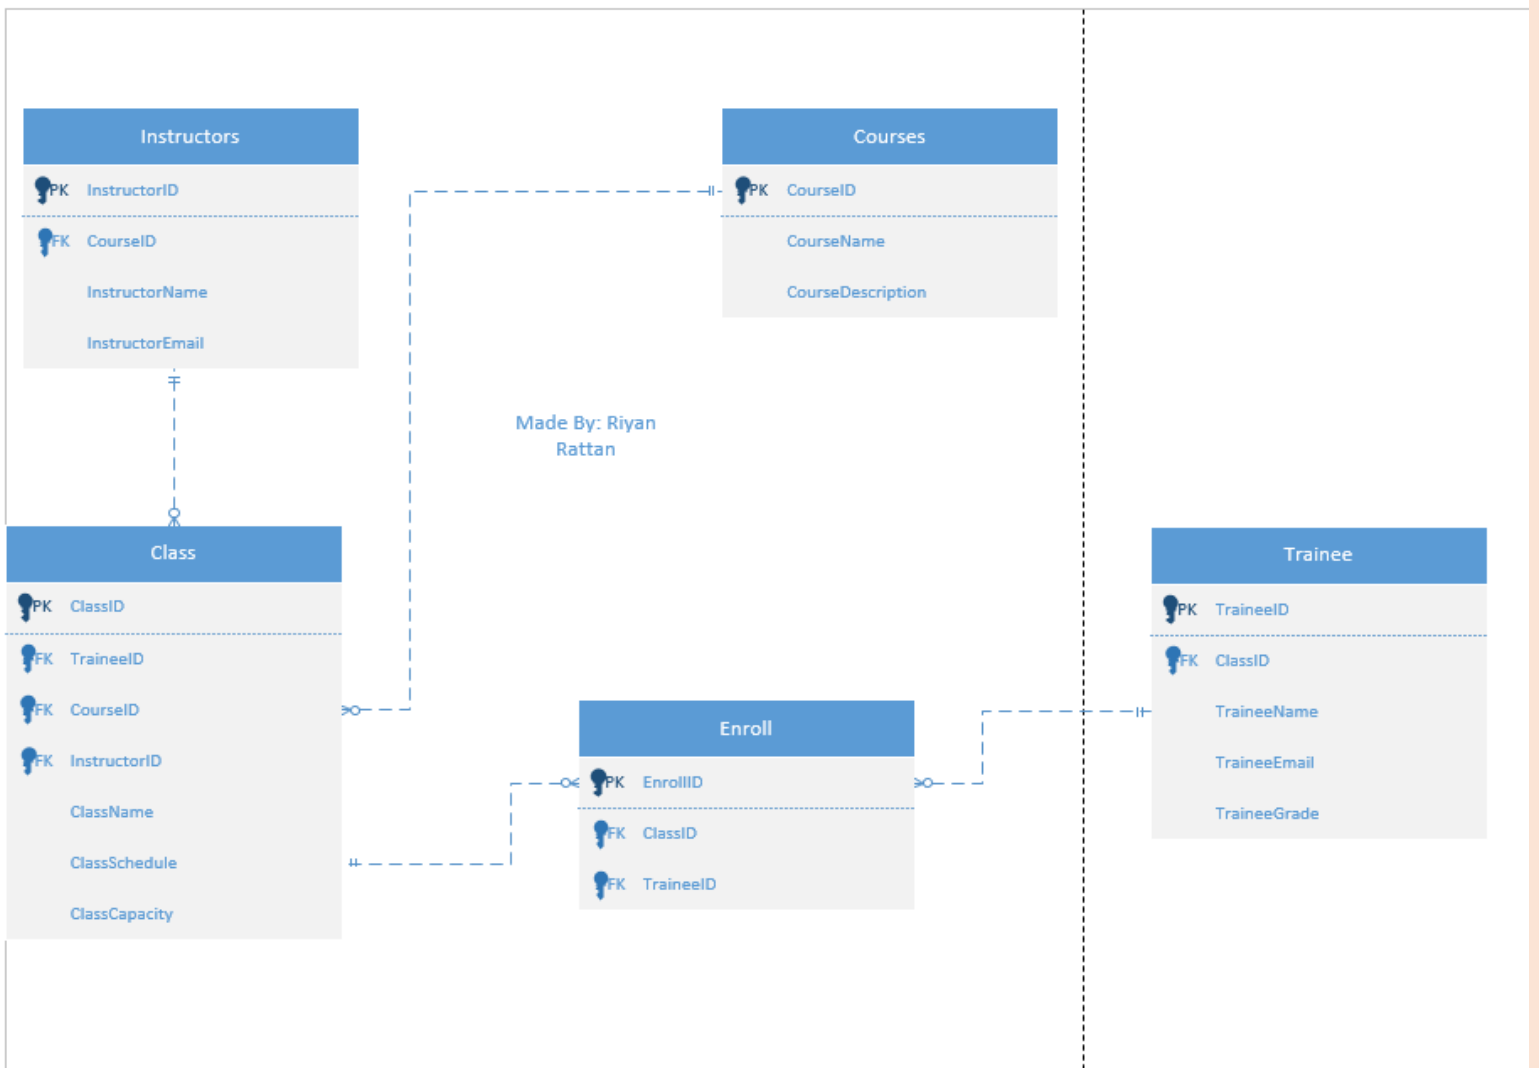 Instructors
PK InstructorID
FK CourseID
InstructorName
InstructorEmail
Courses
PK CourseID
CourseName
CourseDescription
Made By: Riyan
Rattan
Class
PK ClassID
FK TraineeID
FK CourseID
FK InstructorID
ClassName
ClassSchedule
ClassCapacity
Enroll
PK EnrollID
FK ClassID
FK TraineeID
Trainee
PK TraineeID
FK ClassID
TraineeName
TraineeEmail
TraineeGrade